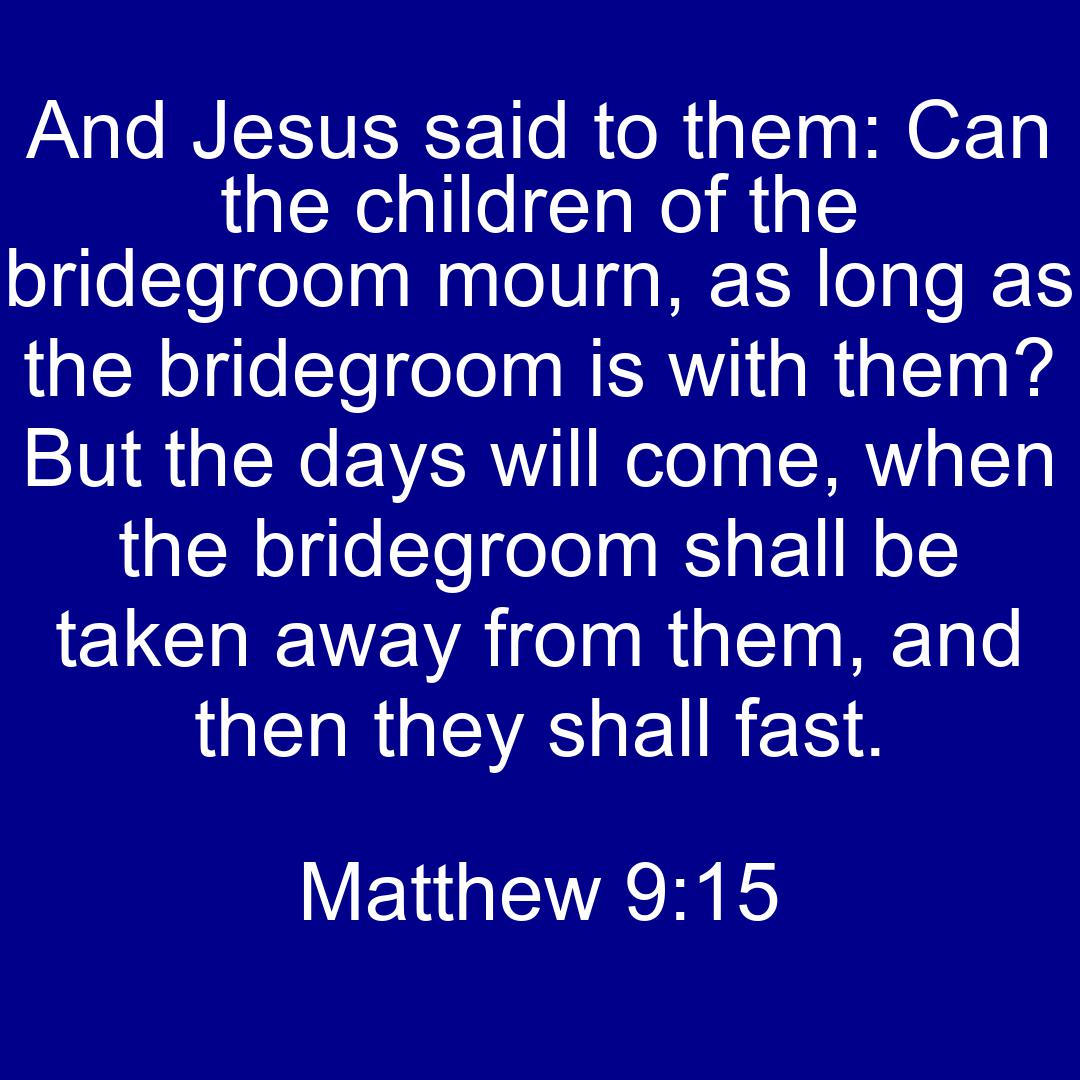 And Jesus said to them: Can
the children of the
bridegroom mourn, as long as
the bridegroom is with them?
But the days will come, when
the bridegroom shall be
taken away from them, and
then they shall fast.
Matthew 9:15